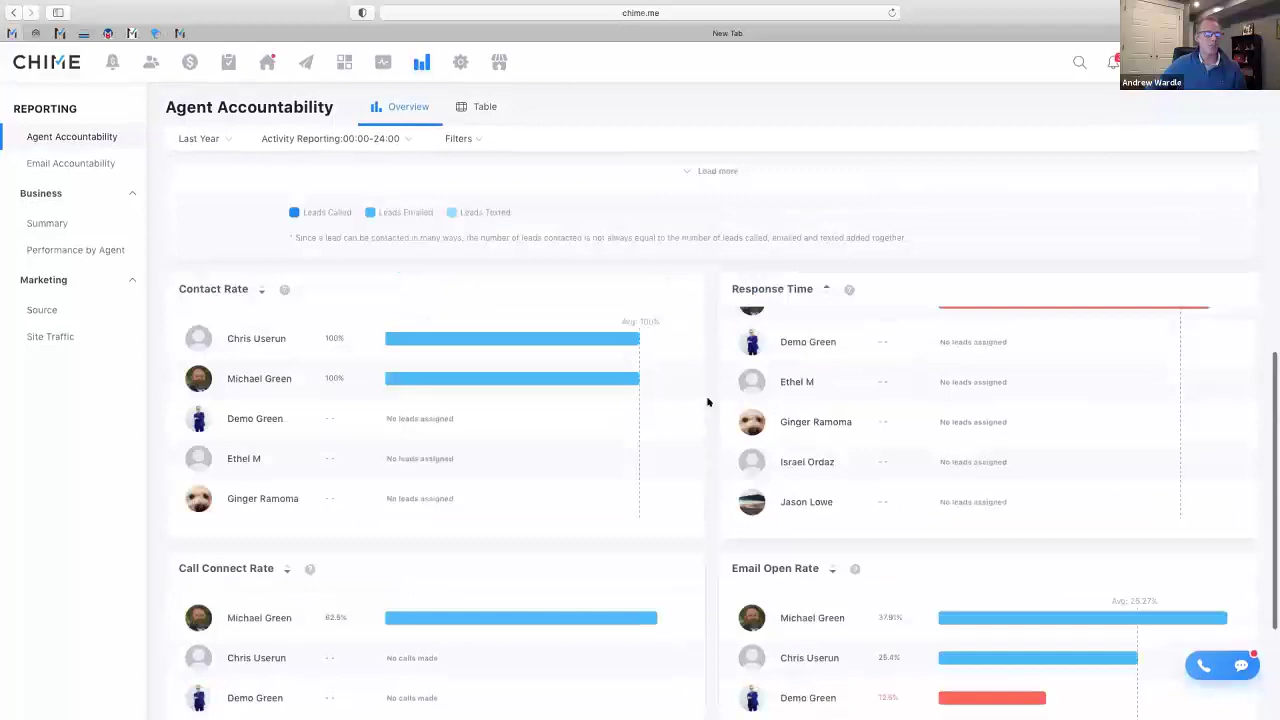 chime.me
New Tab
CHIME
Andrew Wardle
REPORTING
Agent Accountability
Email Accountability
Business
Summary
Performance by Agent
Marketing
Source
Site Traffic
Agent Accountability
Overview
Table
Last Year
Activity Reporting:00:00-24:00
Filters
Load more
Leads Called
Leads Emailed
Leads Texted
* Since a lead can be contacted in many ways, the number of leads contacted is not always equal to the number of leads called, emailed and texted added together.
Contact Rate
Avg: 100%
Chris Userun 100%
Michael Green 100%
Demo Green - - No leads assigned
Ethel M - - No leads assigned
Ginger Ramoma - - No leads assigned
Response Time
Demo Green - - No leads assigned
Ethel M - - No leads assigned
Ginger Ramoma - - No leads assigned
Israel Ordaz - - No leads assigned
Jason Lowe - - No leads assigned
Call Connect Rate
Michael Green 62.5%
Chris Userun - - No calls made
Demo Green - - No calls made
Email Open Rate
Avg: 25.27%
Michael Green 37.91%
Chris Userun 25.4%
Demo Green 12.5%